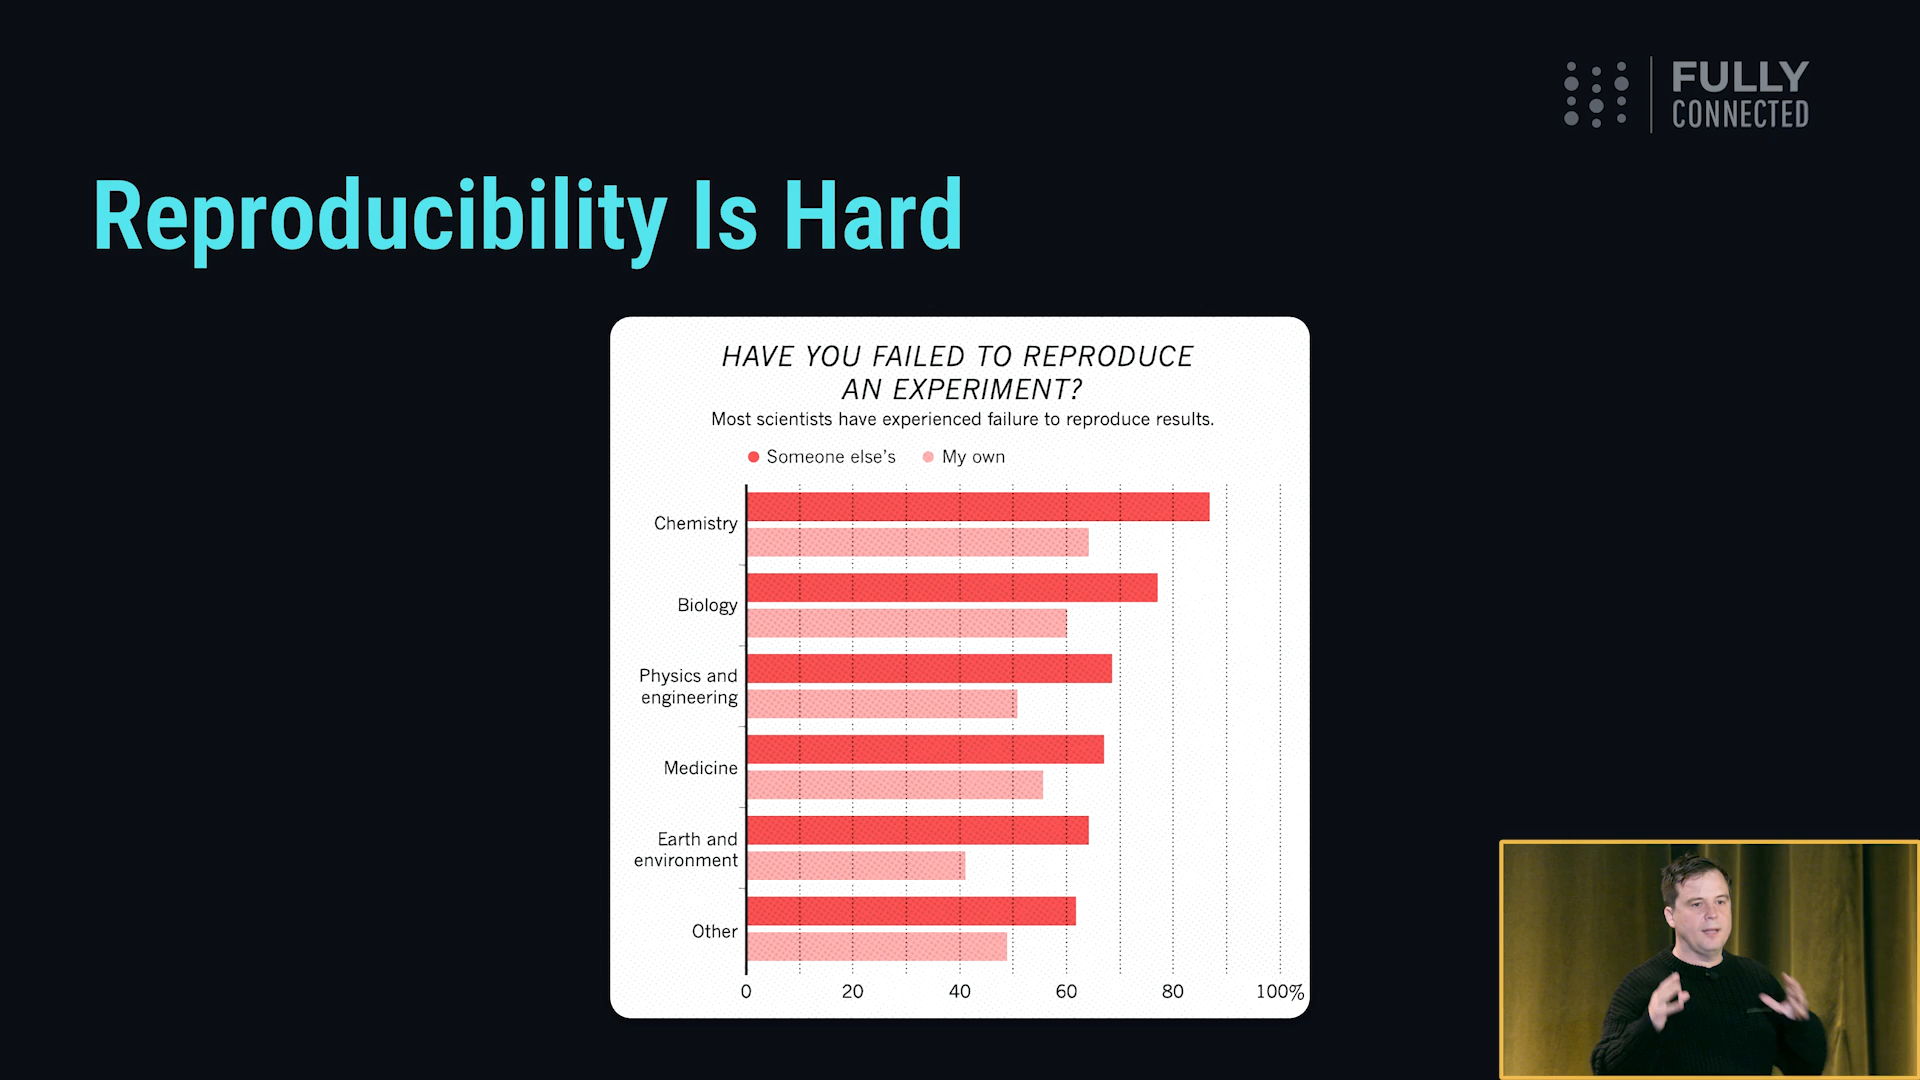 FULLY
CONNECTED
Reproducibility Is Hard
HAVE YOU FAILED TO REPRODUCE
AN EXPERIMENT?
Most scientists have experienced failure to reproduce results.
Someone else's
My own
Chemistry
Biology
Physics and
engineering
Medicine
Earth and
environment
Other
0 20 40 60 80 100%